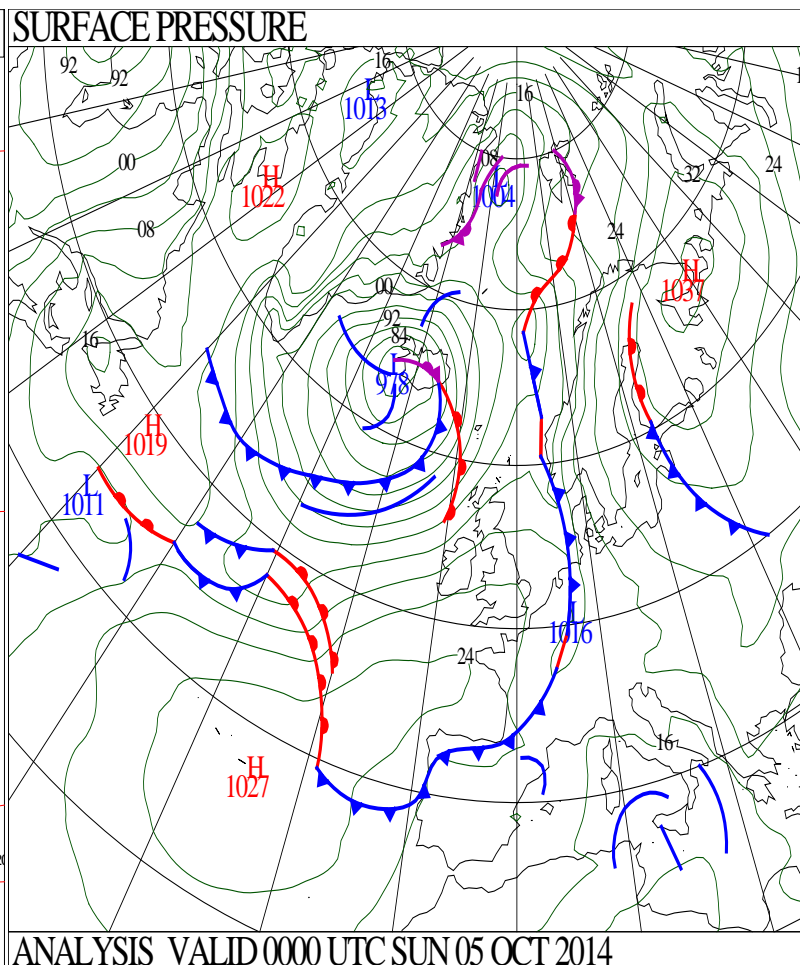 SURFACE PRESSURE
16
92
92
L
1013
16
08
00
32
24
H
1022
L
1004
08
24
H
1037
00
92
16
84
L
978
H
1019
L
1011
L
1016
24
16
H
1027
ANALYSIS VALID 0000 UTC SUN 05 OCT 2014